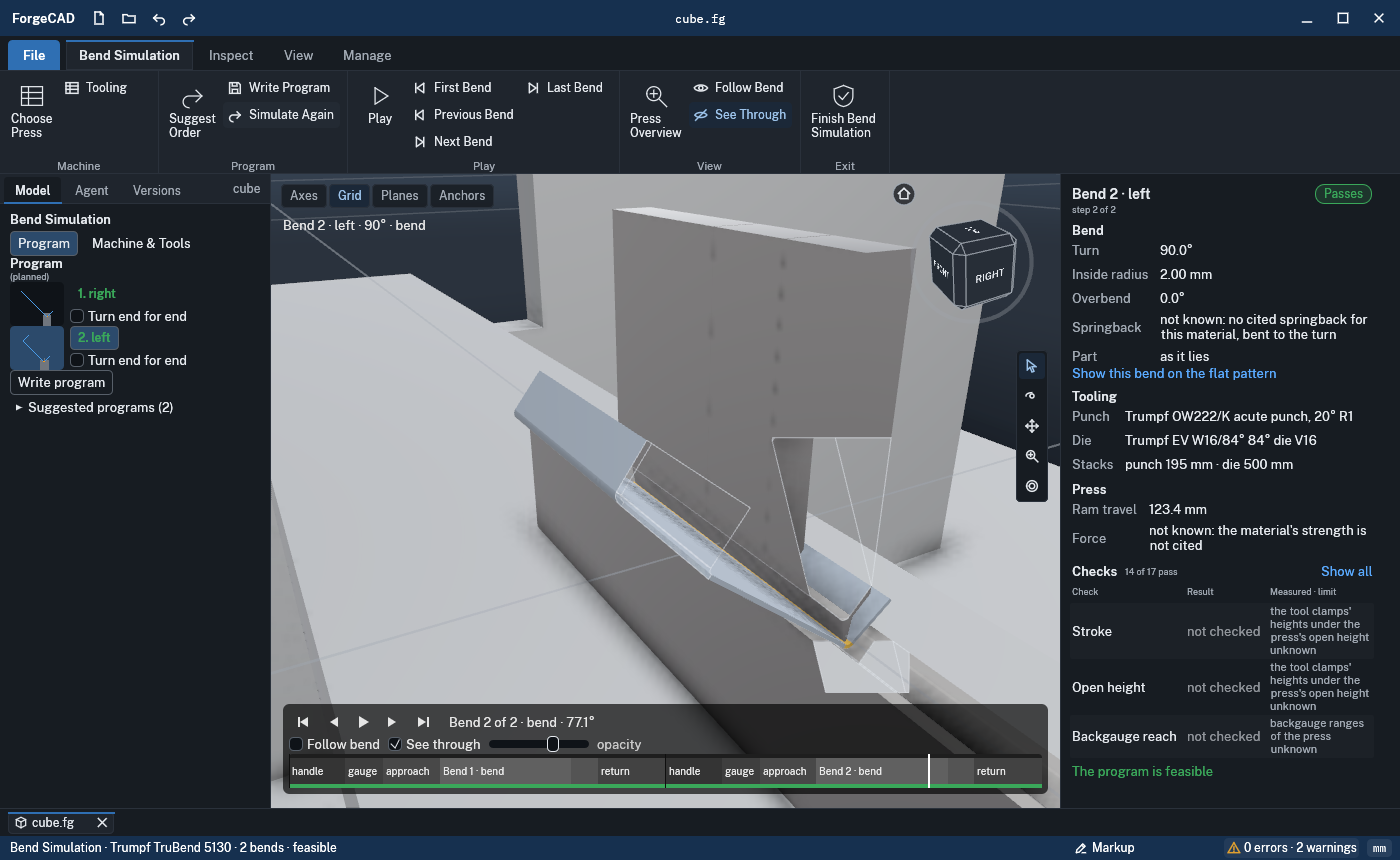 ForgeCAD
cube.fg
File
Bend Simulation
Inspect
View
Manage
Choose Press
Tooling
Machine
Suggest Order
Write Program
Simulate Again
Program
Play
First Bend
Previous Bend
Next Bend
Last Bend
Play
Press Overview
Follow Bend
See Through
View
Finish Bend Simulation
Exit
Model
Agent
Versions
cube
Bend Simulation
Program
Machine & Tools
Program
(planned)
1. right
Turn end for end
2. left
Turn end for end
Write program
Suggested programs (2)
Axes
Grid
Planes
Anchors
Bend 2 · left · 90° · bend
FRONT
RIGHT
Bend 2 of 2 · bend · 77.1°
Follow bend
See through
opacity
handle
gauge
approach
Bend 1 · bend
return
handle
gauge
approach
Bend 2 · bend
return
Bend 2 · left
Passes
step 2 of 2
Bend
Turn 90.0°
Inside radius 2.00 mm
Overbend 0.0°
Springback not known: no cited springback for
this material, bent to the turn
Part as it lies
Show this bend on the flat pattern
Tooling
Punch Trumpf OW222/K acute punch, 20° R1
Die Trumpf EV W16/84° 84° die V16
Stacks punch 195 mm · die 500 mm
Press
Ram travel 123.4 mm
Force not known: the material's strength is
not cited
Checks 14 of 17 pass
Show all
Check Result Measured · limit
Stroke not checked the tool clamps'
heights under the
press's open height
unknown
Open height not checked the tool clamps'
heights under the
press's open height
unknown
Backgauge reach not checked backgauge ranges
of the press
unknown
The program is feasible
cube.fg
Bend Simulation · Trumpf TruBend 5130 · 2 bends · feasible
Markup
0 errors · 2 warnings
mm